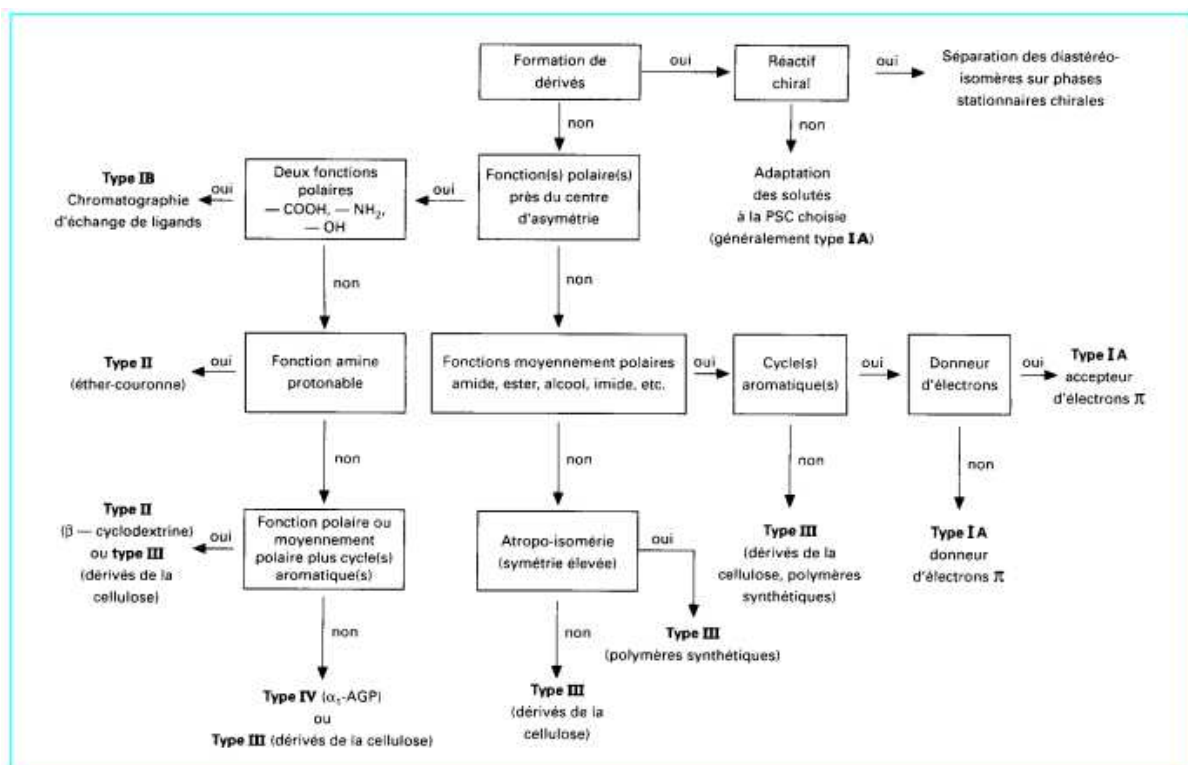 Formation de
dérivés
oui
Réactif
chiral
oui
Séparation des diastéréo-
isomères sur phases
stationnaires chirales
non
non
Type IB
Chromatographie
d'échange de ligands
oui
Deux fonctions
polaires
— COOH, — NH₂,
— OH
oui
Fonction(s) polaire(s)
près du centre
d'asymétrie
Adaptation
des solutés
à la PSC choisie
(généralement type IA)
non
non
Type II
(éther-couronne)
oui
Fonction amine
protonable
Fonctions moyennement polaires
amide, ester, alcool, imide, etc.
oui
Cycle(s)
aromatique(s)
oui
Donneur
d'électrons
oui
Type IA
accepteur
d'électrons π
non
non
non
non
Type II
(β — cyclodextrine)
ou type III
(dérivés de la
cellulose)
oui
Fonction polaire ou
moyennement
polaire plus cycle(s)
aromatique(s)
Atropo-isomérie
(symétrie élevée)
oui
Type III
(dérivés de la
cellulose, polymères
synthétiques)
Type IA
donneur
d'électrons π
non
non
Type III
(polymères synthétiques)
Type IV (α₁-AGP)
ou
Type III (dérivés de la cellulose)
Type III
(dérivés de la
cellulose)